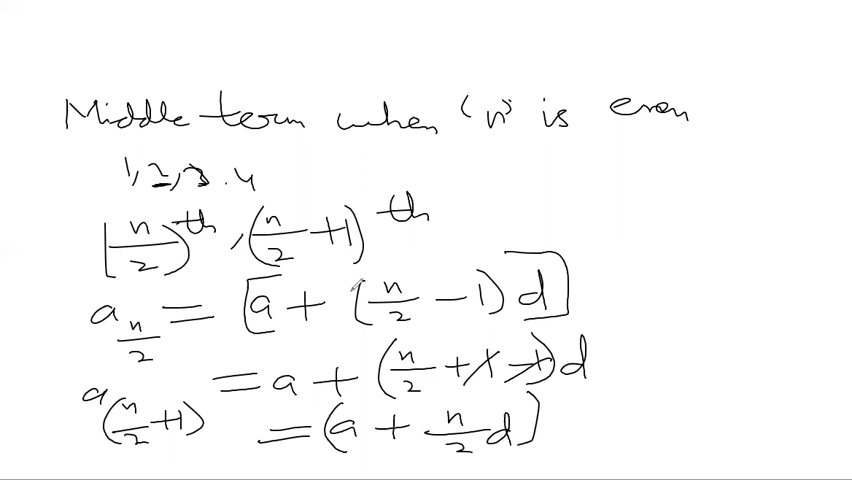 Middle term when 'n' is even
1, 2, 3. 4
(n/2)th, (n/2 + 1)th
a_{n/2} = [a + (n/2 - 1) d]
a_{(n/2 + 1)} = a + (n/2 + 1 - 1) d
= (a + n/2 d]